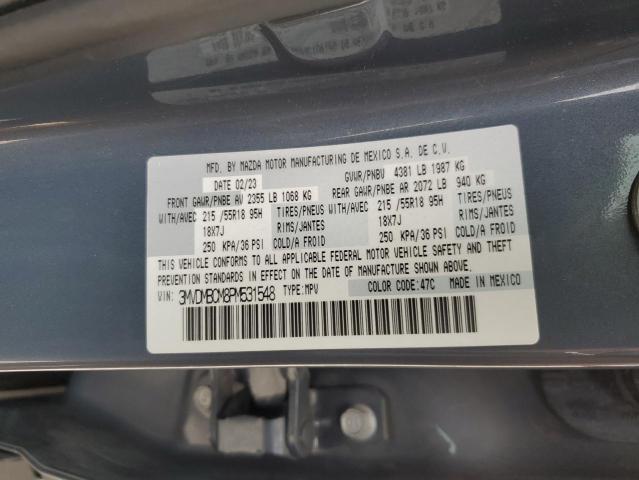 MFD. BY MAZDA MOTOR MANUFACTURING DE MEXICO S.A. DE C.V.
DATE 02/23 GVWR/PNBV 4381 LB 1987 KG
FRONT GAWR/PNBE AV 2355 LB 1068 KG REAR GAWR/PNBE AR 2072 LB 940 KG
WITH/AVEC 215 /55R18 95H TIRES/PNEUS WITH/AVEC 215 /55R18 95H TIRES/PNEUS
18X7J RIMS/JANTES 18X7J RIMS/JANTES
250 KPA/36 PSI COLD/A FROID 250 KPA/36 PSI COLD/A FROID
THIS VEHICLE CONFORMS TO ALL APPLICABLE FEDERAL MOTOR VEHICLE SAFETY AND THEFT
PREVENTION STANDARDS IN EFFECT ON THE DATE OF MANUFACTURE SHOWN ABOVE.
VIN: 3MVDMBCM8PM531548 TYPE:MPV COLOR CODE:47C MADE IN MEXICO